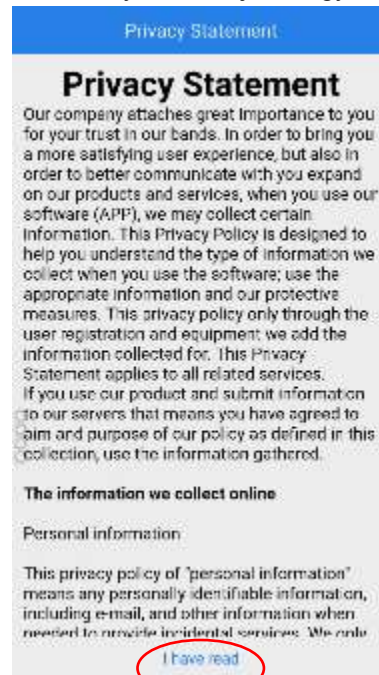 Privacy Statement
Privacy Statement
Our company attaches great importance to you
for your trust in our bands. In order to bring you
a more satisfying user experience, but also in
order to better communicate with you expand
on our products and services, when you use our
software (APP), we may collect certain
information. This Privacy Policy is designed to
help you understand the type of information we
collect when you use the software; use the
appropriate information and our protective
measures. This privacy policy only through the
user registration and equipment we add the
information collected for. This Privacy
Statement applies to all related services.
If you use our product and submit information
to our servers that means you have agreed to
aim and purpose of our policy as defined in this
collection, use the information gathered.
The information we collect online
Personal information
This privacy policy of "personal information"
means any personally identifiable information,
including e-mail, and other information when
needed to provide incidental services. We only
I have read